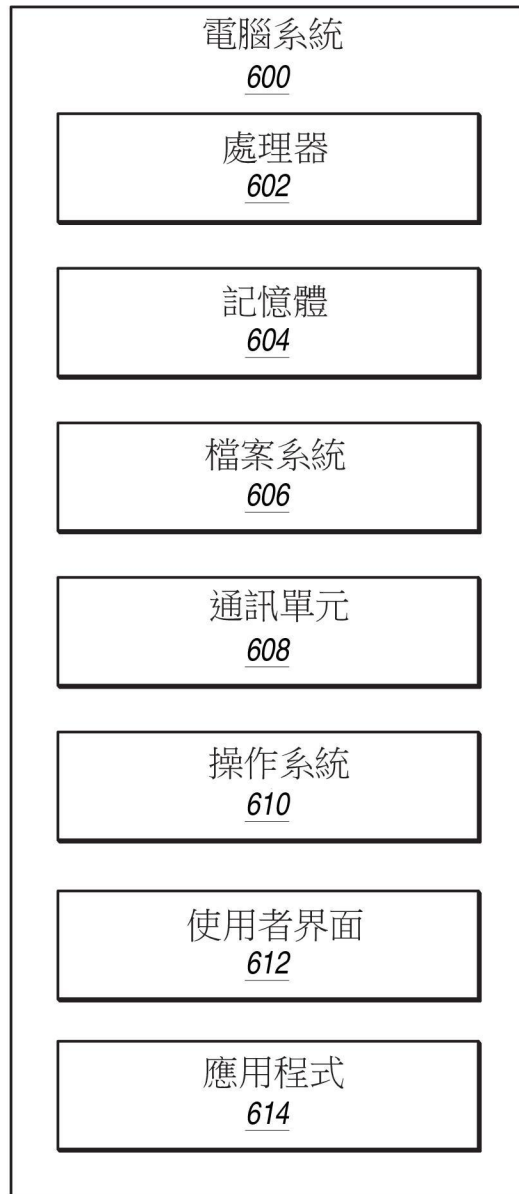 電腦系統
600
處理器
602
記憶體
604
檔案系統
606
通訊單元
608
操作系統
610
使用者界面
612
應用程式
614